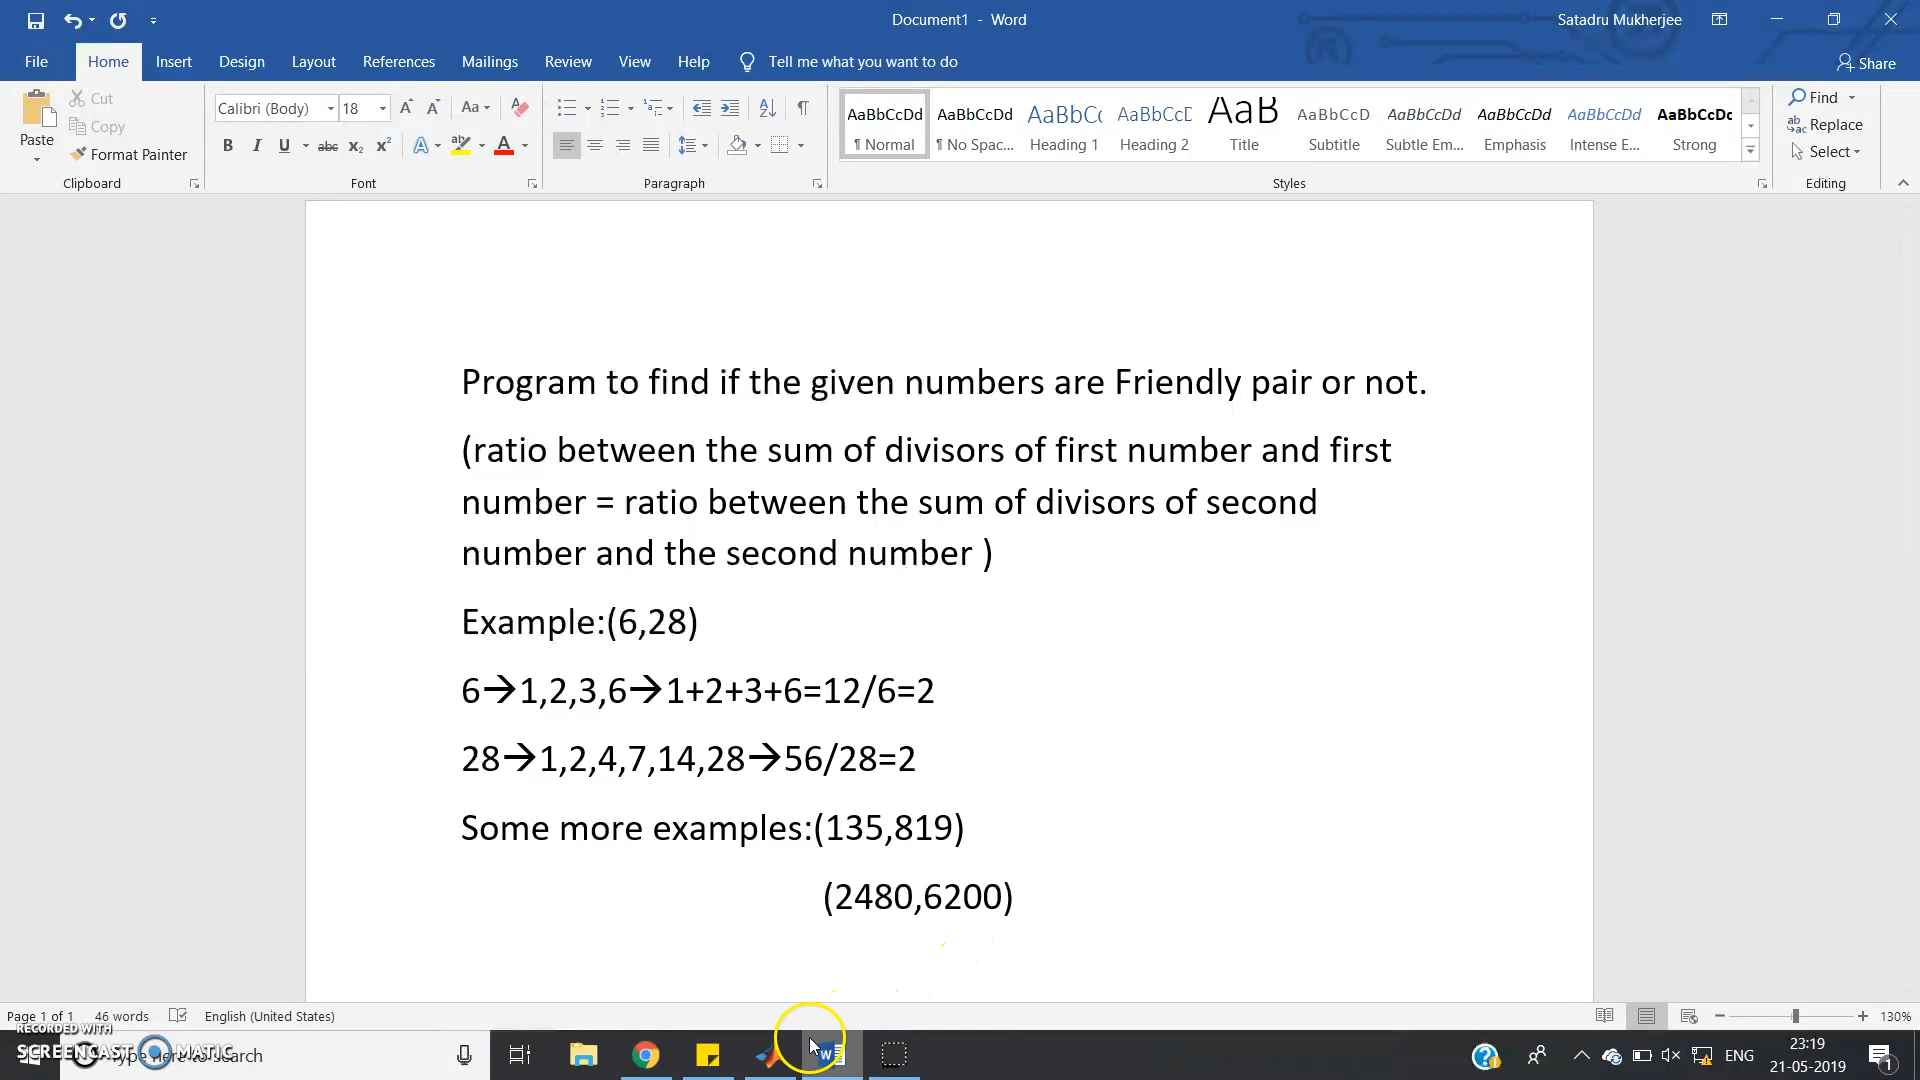 Document1 - Word
Satadru Mukherjee
File Home Insert Design Layout References Mailings Review View Help Tell me what you want to do Share
Paste
Cut
Copy
Format Painter
Clipboard
Calibri (Body) 18
Font
Paragraph
AaBbCcDd AaBbCcDd AaBbC AaBbCcD AaB AaBbCcD AaBbCcDd AaBbCcDd AaBbCcDd AaBbCcDc
¶ Normal ¶ No Spac... Heading 1 Heading 2 Title Subtitle Subtle Em... Emphasis Intense E... Strong
Styles
Find
Replace
Select
Editing
Program to find if the given numbers are Friendly pair or not.
(ratio between the sum of divisors of first number and first
number = ratio between the sum of divisors of second
number and the second number )
Example:(6,28)
6→1,2,3,6→1+2+3+6=12/6=2
28→1,2,4,7,14,28→56/28=2
Some more examples:(135,819)
(2480,6200)
Page 1 of 1 46 words English (United States) 130%
RECORDED WITH
SCREENCAST MATIC
Type here to search
ENG
23:19
21-05-2019
1